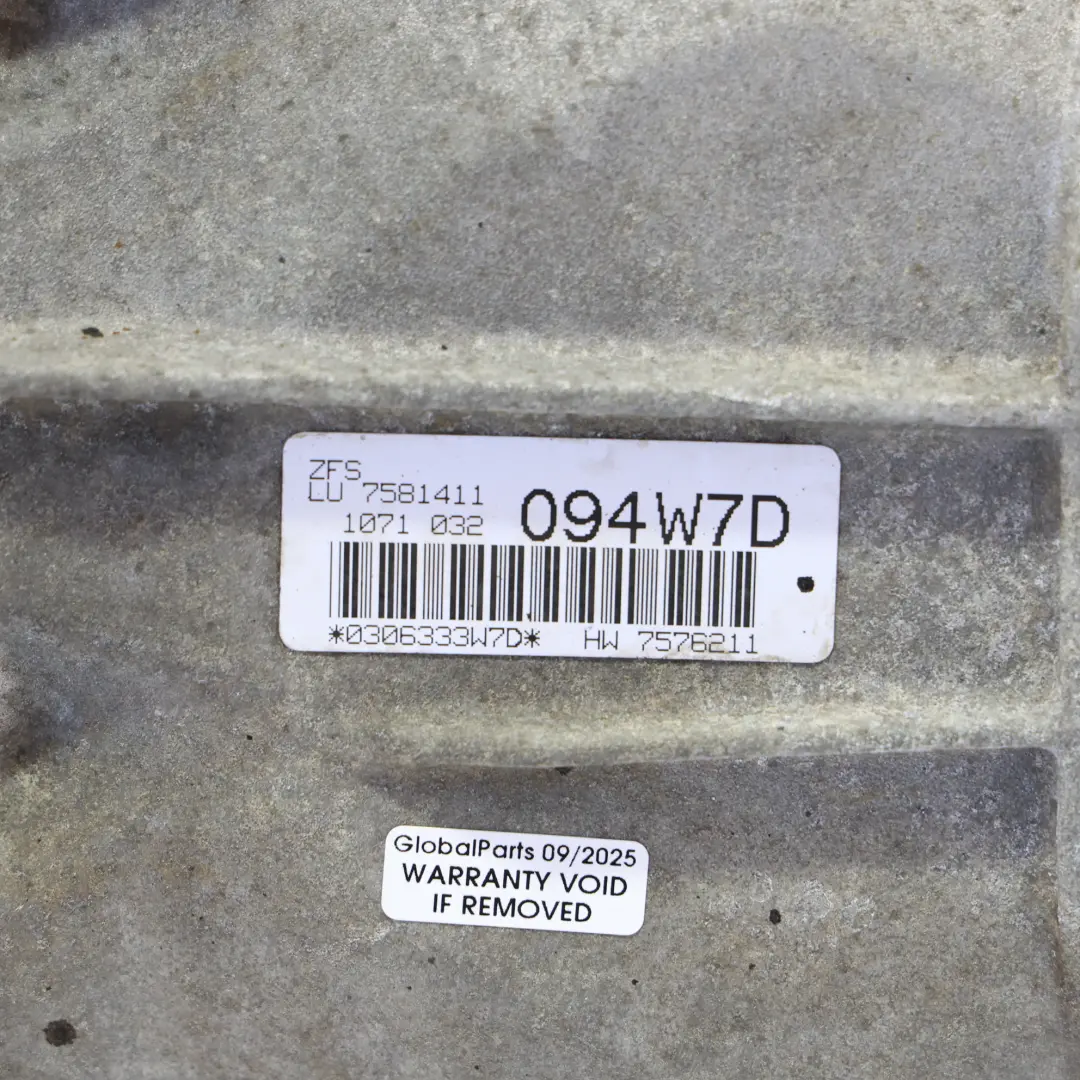 ZFS
LU 7581411
1071 032
094W7D
*0306333W7D* HW 7576211
GlobalParts 09/2025
WARRANTY VOID
IF REMOVED